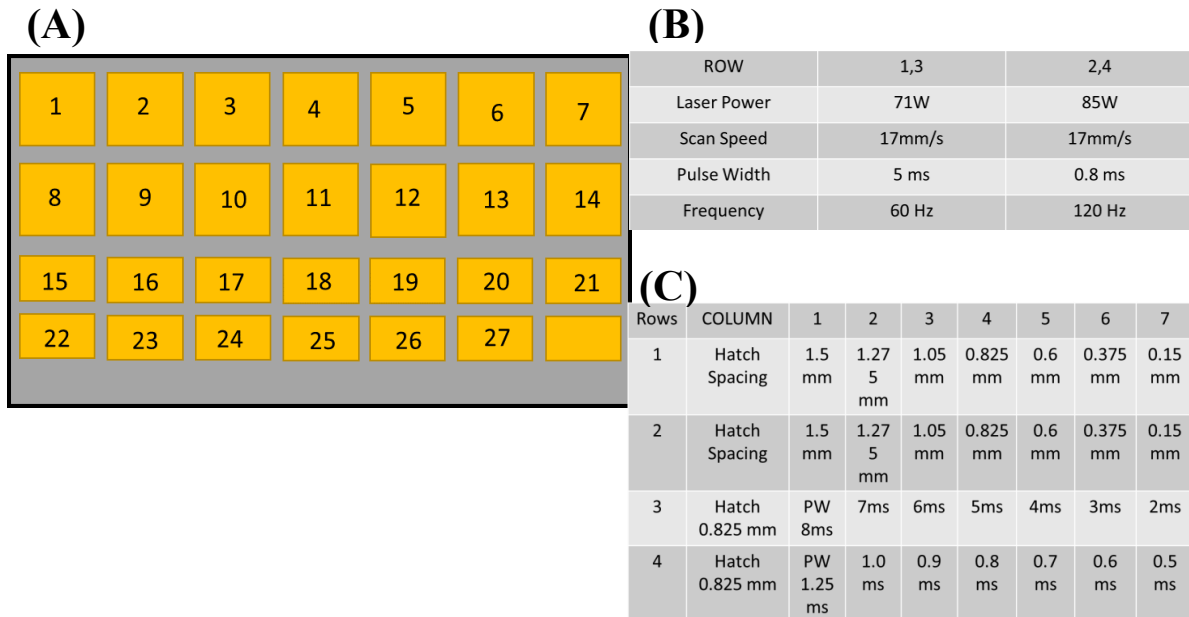 (A)
1 2 3 4 5 6 7
8 9 10 11 12 13 14
15 16 17 18 19 20 21
22 23 24 25 26 27
(B)
ROW 1,3 2,4
Laser Power 71W 85W
Scan Speed 17mm/s 17mm/s
Pulse Width 5 ms 0.8 ms
Frequency 60 Hz 120 Hz
(C)
Rows COLUMN 1 2 3 4 5 6 7
1 Hatch 1.5 1.27 1.05 0.825 0.6 0.375 0.15
Spacing mm 5 mm mm mm mm mm
mm
2 Hatch 1.5 1.27 1.05 0.825 0.6 0.375 0.15
Spacing mm 5 mm mm mm mm mm
mm
3 Hatch PW 7ms 6ms 5ms 4ms 3ms 2ms
0.825 mm 8ms
4 Hatch PW 1.0 0.9 0.8 0.7 0.6 0.5
0.825 mm 1.25 ms ms ms ms ms ms
ms